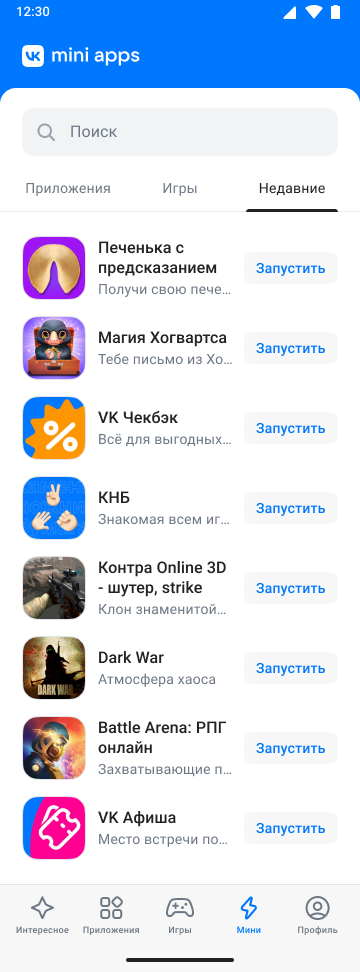 12:30
VK mini apps
Поиск
Приложения
Игры
Недавние
Печенька с
предсказанием
Получи свою пече...
Запустить
Магия Хогвартса
Тебе письмо из Хо...
Запустить
VK Чекбэк
Всё для выгодных...
Запустить
КНБ
Знакомая всем иг...
Запустить
Контра Online 3D
- шутер, strike
Клон знаменитой...
Запустить
DARK WAR
Dark War
Атмосфера хаоса
Запустить
Battle Arena: РПГ
онлайн
Захватывающие п...
Запустить
VK Афиша
Место встречи по...
Запустить
Интересное
Приложения
Игры
Мини
Профиль